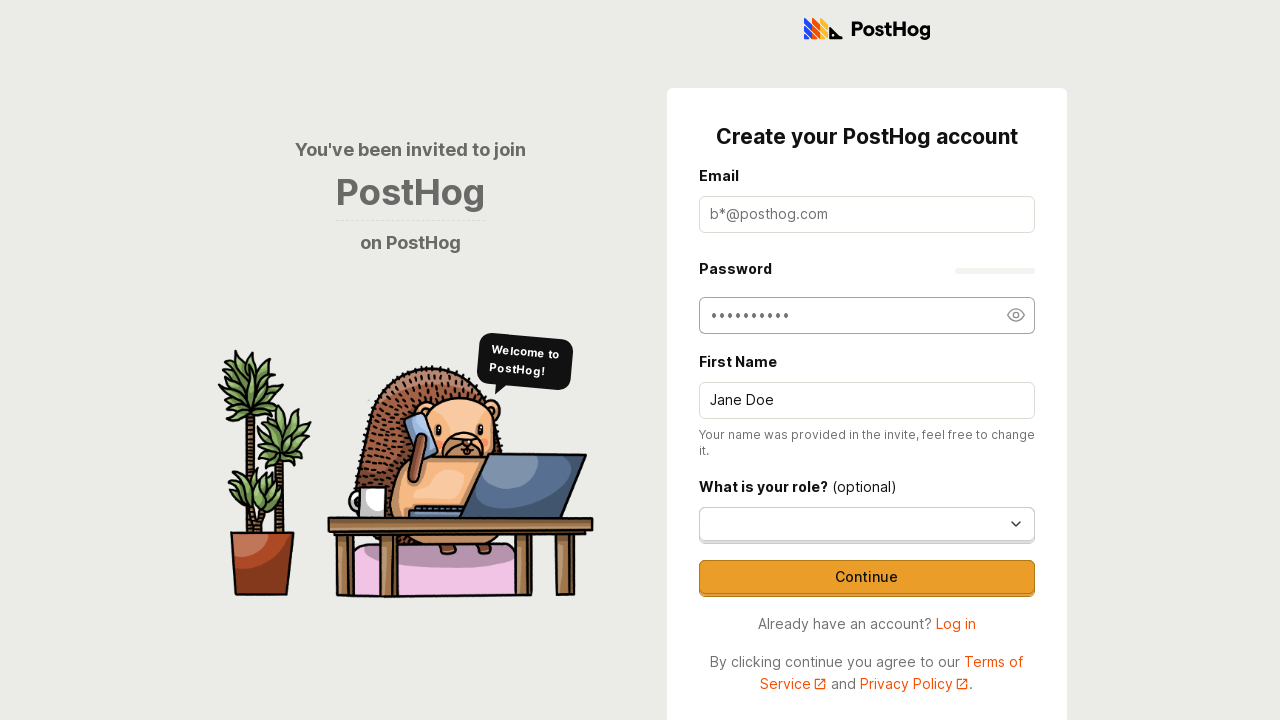 PostHog
You've been invited to join
PostHog
on PostHog
Welcome to
PostHog!
Create your PostHog account
Email
b*@posthog.com
Password
••••••••••
First Name
Jane Doe
Your name was provided in the invite, feel free to change
it.
What is your role? (optional)
Continue
Already have an account? Log in
By clicking continue you agree to our Terms of
Service and Privacy Policy.